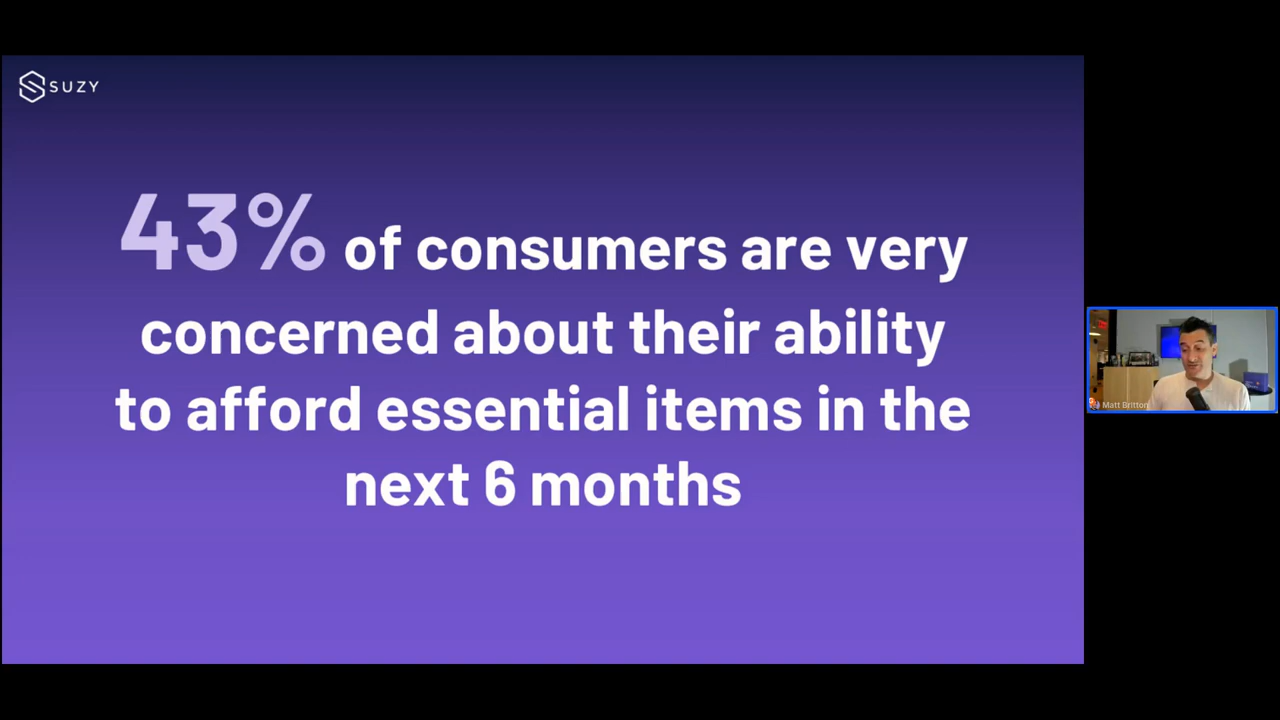 SUZY
43% of consumers are very
concerned about their ability
to afford essential items in the
next 6 months
Matt Britton